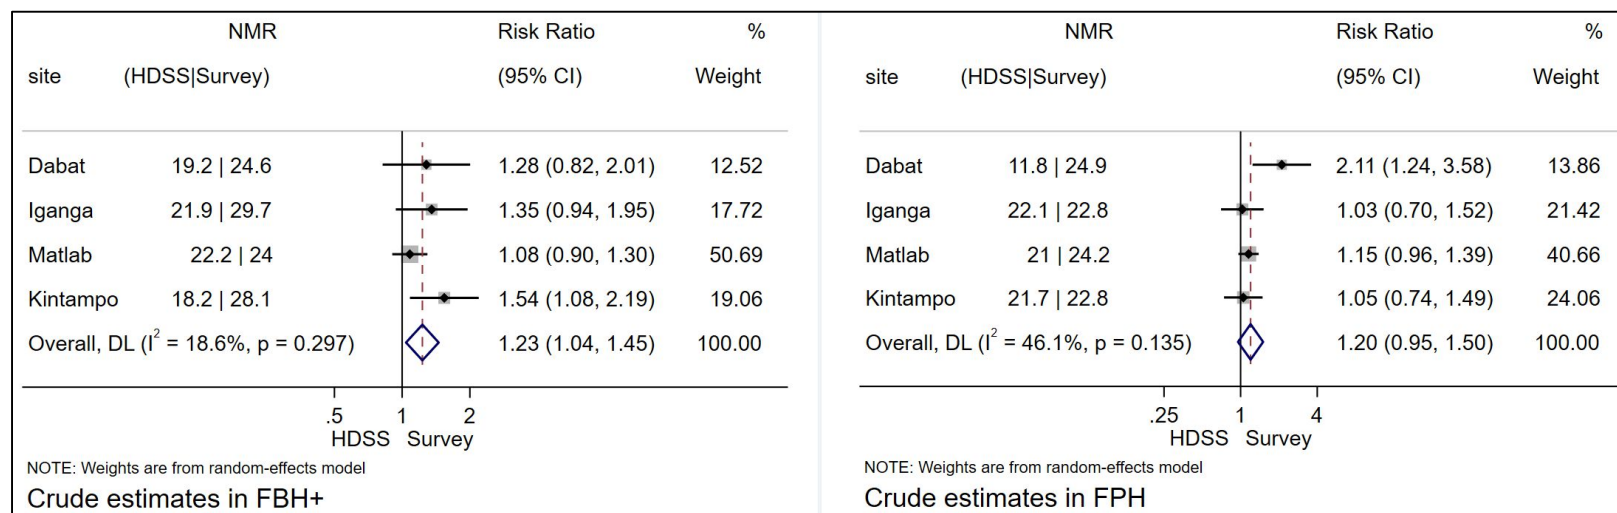 NMR Risk Ratio %
site (HDSS|Survey) (95% CI) Weight
Dabat 19.2 | 24.6 1.28 (0.82, 2.01) 12.52
Iganga 21.9 | 29.7 1.35 (0.94, 1.95) 17.72
Matlab 22.2 | 24 1.08 (0.90, 1.30) 50.69
Kintampo 18.2 | 28.1 1.54 (1.08, 2.19) 19.06
Overall, DL (I² = 18.6%, p = 0.297) 1.23 (1.04, 1.45) 100.00
.5 1 2
HDSS Survey
NOTE: Weights are from random-effects model
Crude estimates in FBH+
NMR Risk Ratio %
site (HDSS|Survey) (95% CI) Weight
Dabat 11.8 | 24.9 2.11 (1.24, 3.58) 13.86
Iganga 22.1 | 22.8 1.03 (0.70, 1.52) 21.42
Matlab 21 | 24.2 1.15 (0.96, 1.39) 40.66
Kintampo 21.7 | 22.8 1.05 (0.74, 1.49) 24.06
Overall, DL (I² = 46.1%, p = 0.135) 1.20 (0.95, 1.50) 100.00
.25 1 4
HDSS Survey
NOTE: Weights are from random-effects model
Crude estimates in FPH